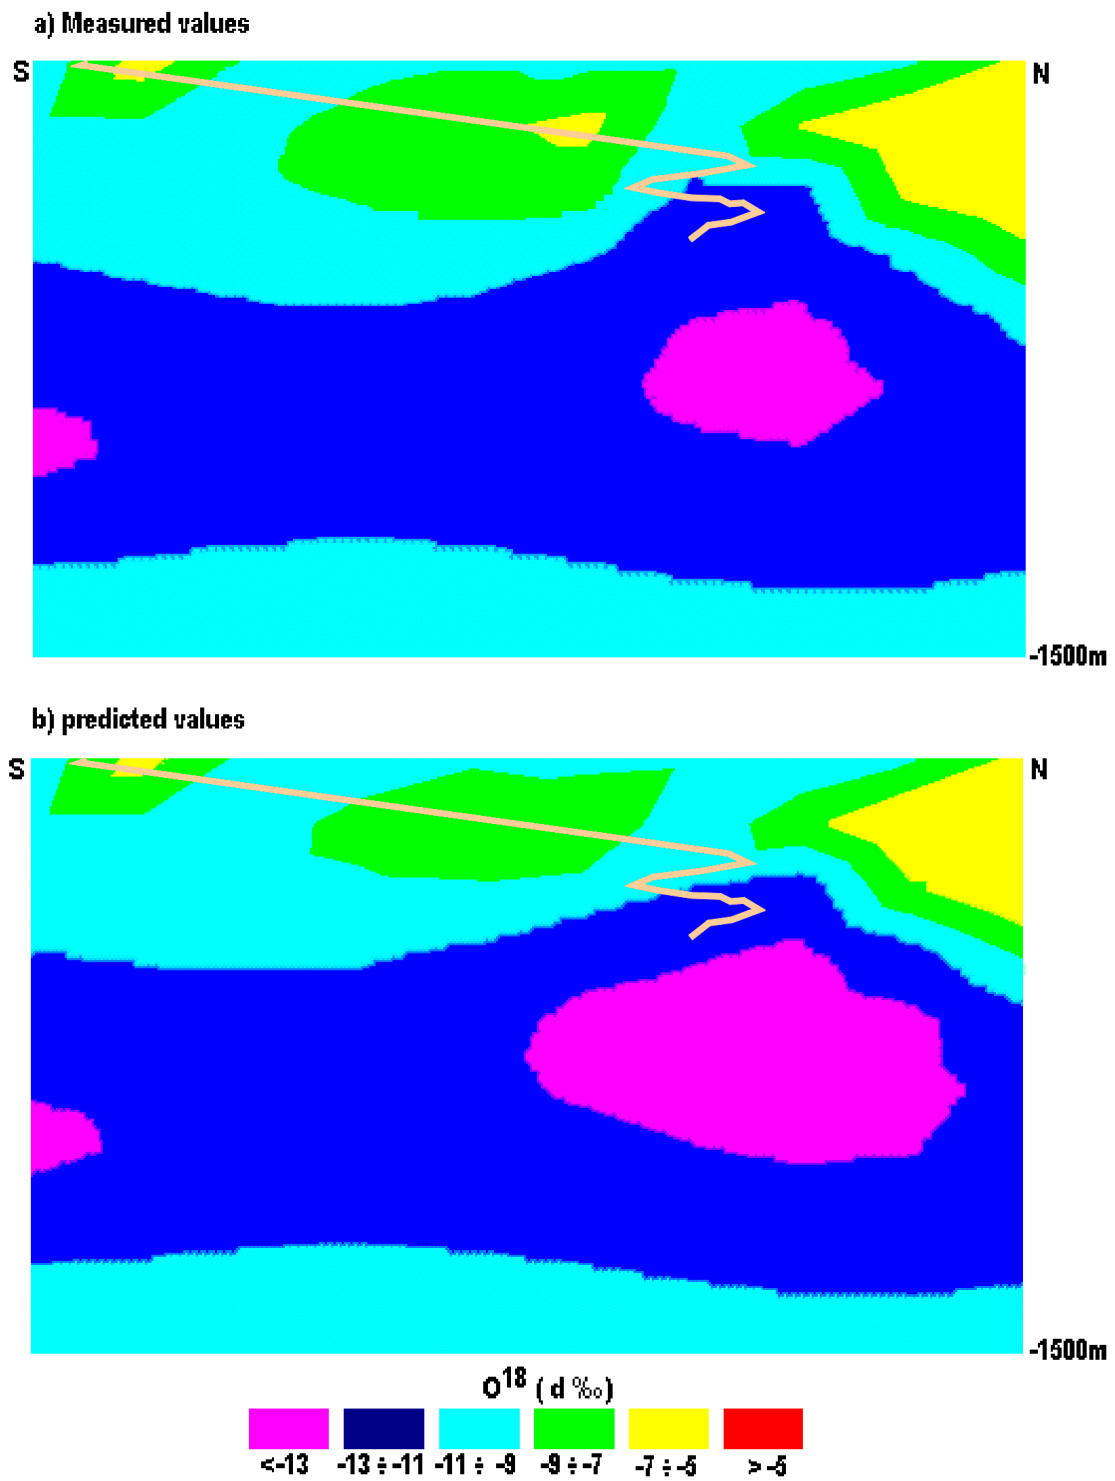 a) Measured values
S N
-1500m
b) predicted values
S N
-1500m
O18 ( d ‰)
<-13 -13 ÷ -11 -11 ÷ -9 -9 ÷ -7 -7 ÷ -5 > -5